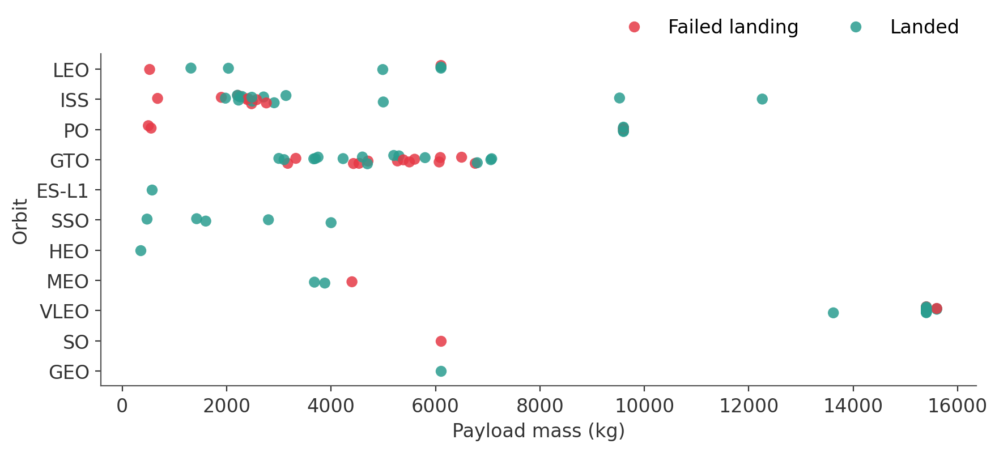 Failed landing Landed
LEO
ISS
PO
GTO
ES-L1
SSO
HEO
MEO
VLEO
SO
GEO
Orbit
0 2000 4000 6000 8000 10000 12000 14000 16000
Payload mass (kg)